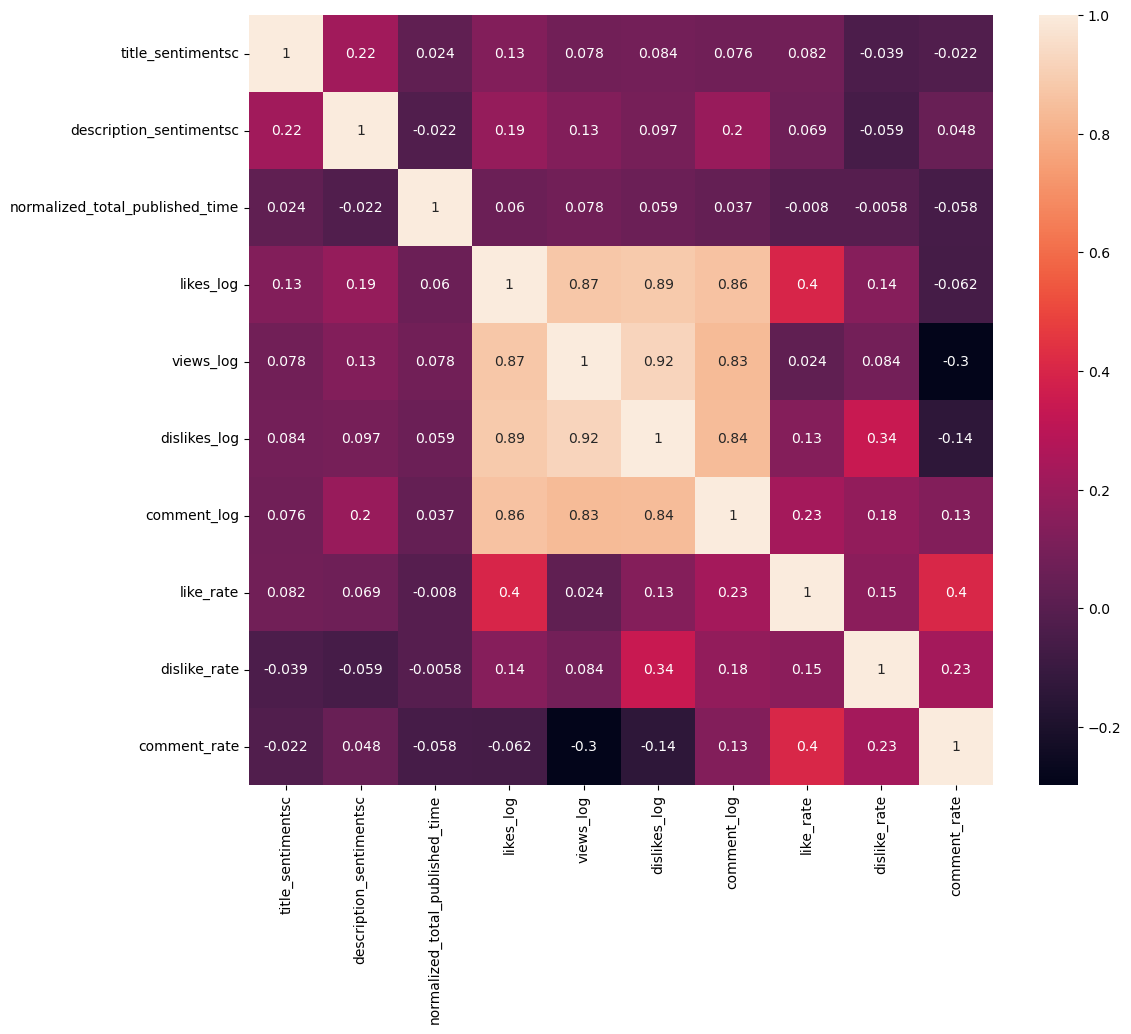 title_sentimentsc 1 0.22 0.024 0.13 0.078 0.084 0.076 0.082 -0.039 -0.022
description_sentimentsc 0.22 1 -0.022 0.19 0.13 0.097 0.2 0.069 -0.059 0.048
normalized_total_published_time 0.024 -0.022 1 0.06 0.078 0.059 0.037 -0.008 -0.0058 -0.058
likes_log 0.13 0.19 0.06 1 0.87 0.89 0.86 0.4 0.14 -0.062
views_log 0.078 0.13 0.078 0.87 1 0.92 0.83 0.024 0.084 -0.3
dislikes_log 0.084 0.097 0.059 0.89 0.92 1 0.84 0.13 0.34 -0.14
comment_log 0.076 0.2 0.037 0.86 0.83 0.84 1 0.23 0.18 0.13
like_rate 0.082 0.069 -0.008 0.4 0.024 0.13 0.23 1 0.15 0.4
dislike_rate -0.039 -0.059 -0.0058 0.14 0.084 0.34 0.18 0.15 1 0.23
comment_rate -0.022 0.048 -0.058 -0.062 -0.3 -0.14 0.13 0.4 0.23 1
title_sentimentsc
description_sentimentsc
normalized_total_published_time
likes_log
views_log
dislikes_log
comment_log
like_rate
dislike_rate
comment_rate
1.0
0.8
0.6
0.4
0.2
0.0
-0.2